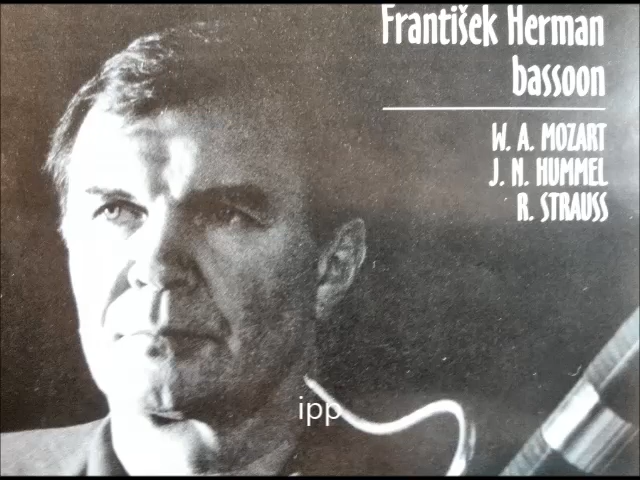 František Herman
bassoon
W. A. MOZART
J. N. HUMMEL
R. STRAUSS
ipp